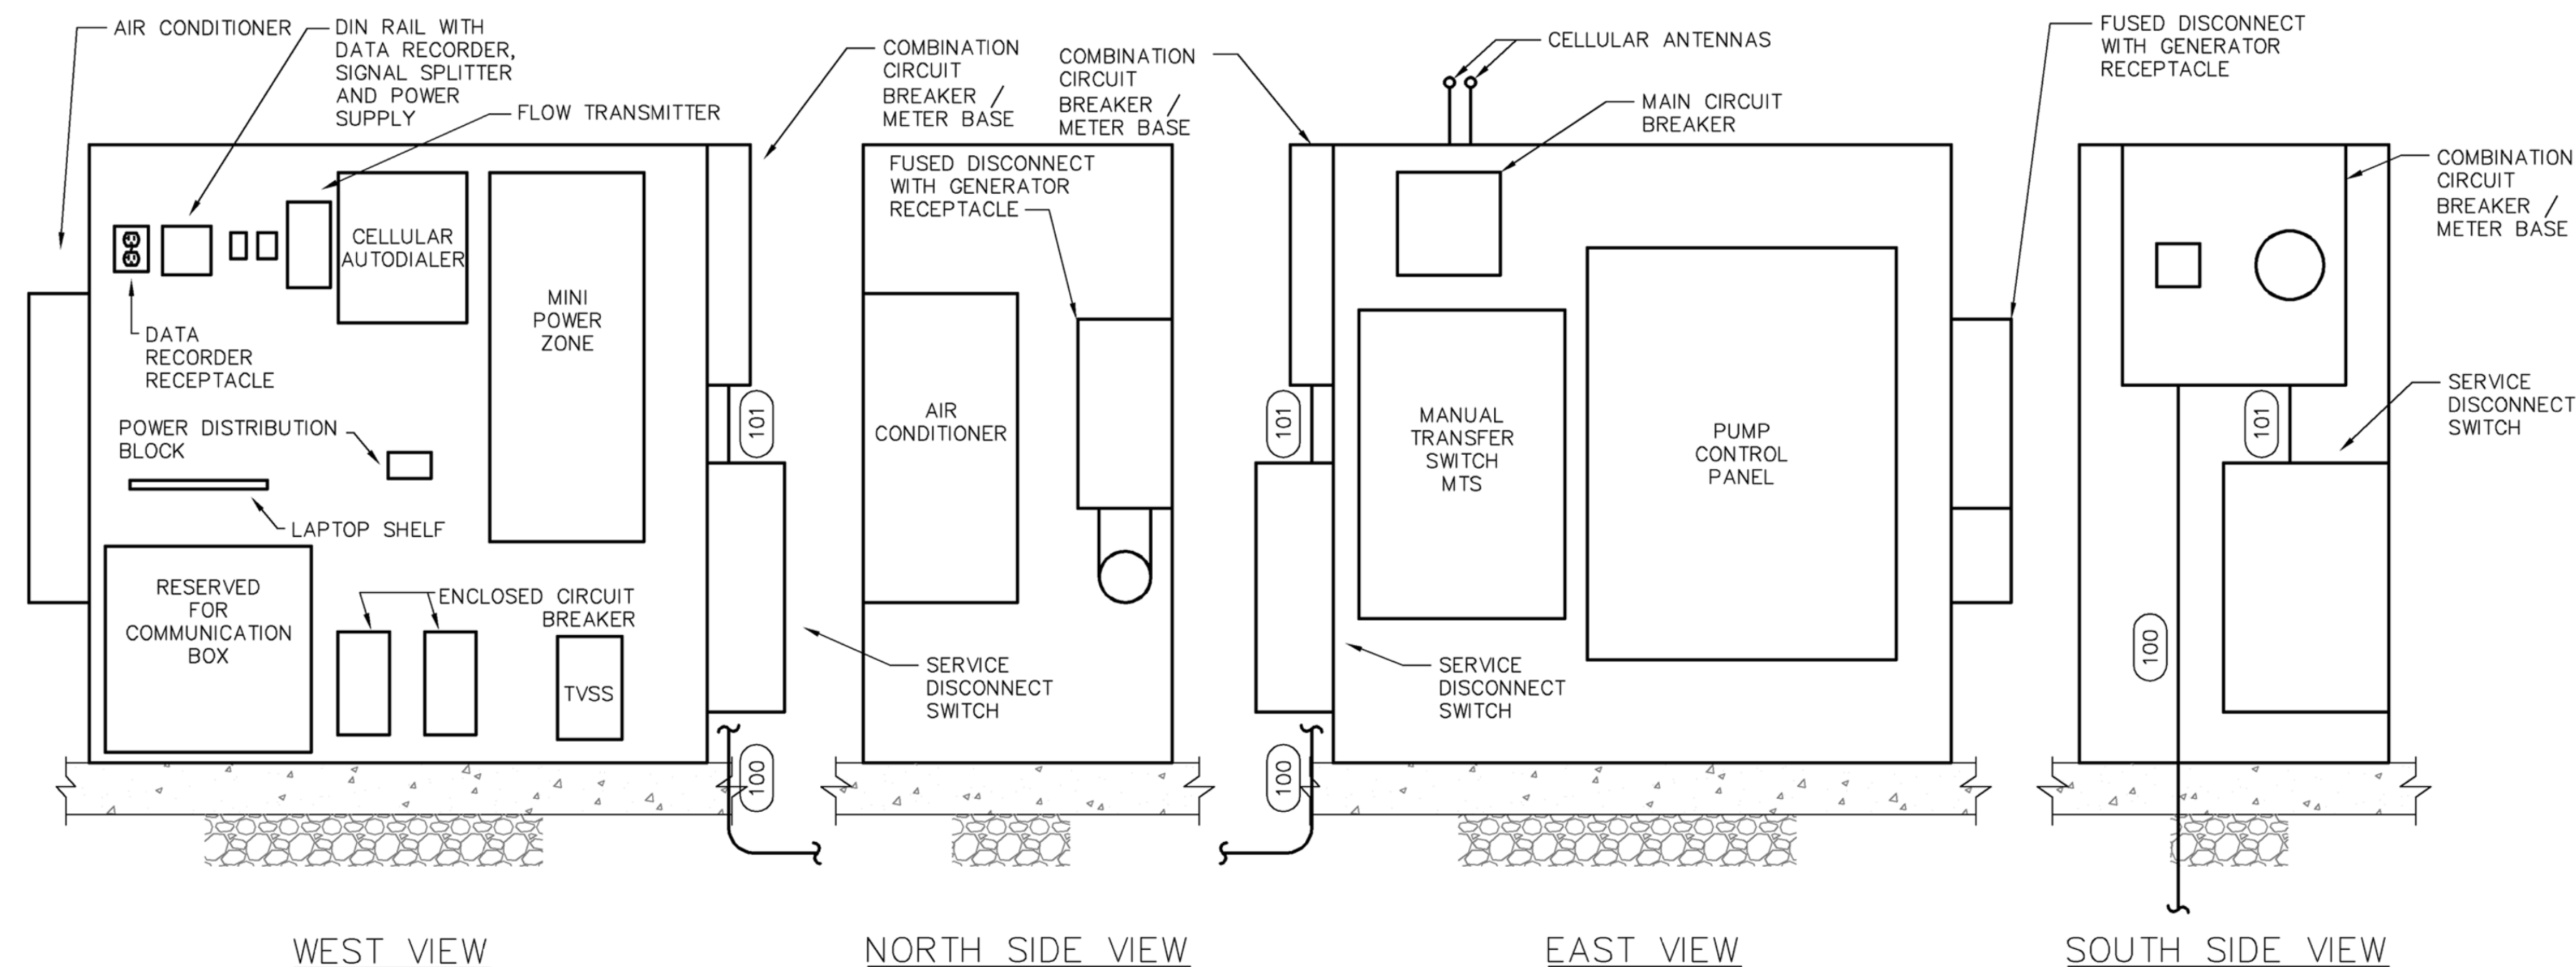 AIR CONDITIONER
DIN RAIL WITH
DATA RECORDER,
SIGNAL SPLITTER
AND POWER
SUPPLY
FLOW TRANSMITTER
COMBINATION
CIRCUIT
BREAKER /
METER BASE
CELLULAR
AUTODIALER
MINI
POWER
ZONE
DATA
RECORDER
RECEPTACLE
POWER DISTRIBUTION
BLOCK
LAPTOP SHELF
RESERVED
FOR
COMMUNICATION
BOX
ENCLOSED CIRCUIT
BREAKER
TVSS
101
100
SERVICE
DISCONNECT
SWITCH
WEST VIEW
FUSED DISCONNECT
WITH GENERATOR
RECEPTACLE
AIR
CONDITIONER
NORTH SIDE VIEW
COMBINATION
CIRCUIT
BREAKER /
METER BASE
CELLULAR ANTENNAS
MAIN CIRCUIT
BREAKER
FUSED DISCONNECT
WITH GENERATOR
RECEPTACLE
101
MANUAL
TRANSFER
SWITCH
MTS
PUMP
CONTROL
PANEL
SERVICE
DISCONNECT
SWITCH
100
EAST VIEW
COMBINATION
CIRCUIT
BREAKER /
METER BASE
SERVICE
DISCONNECT
SWITCH
101
100
SOUTH SIDE VIEW